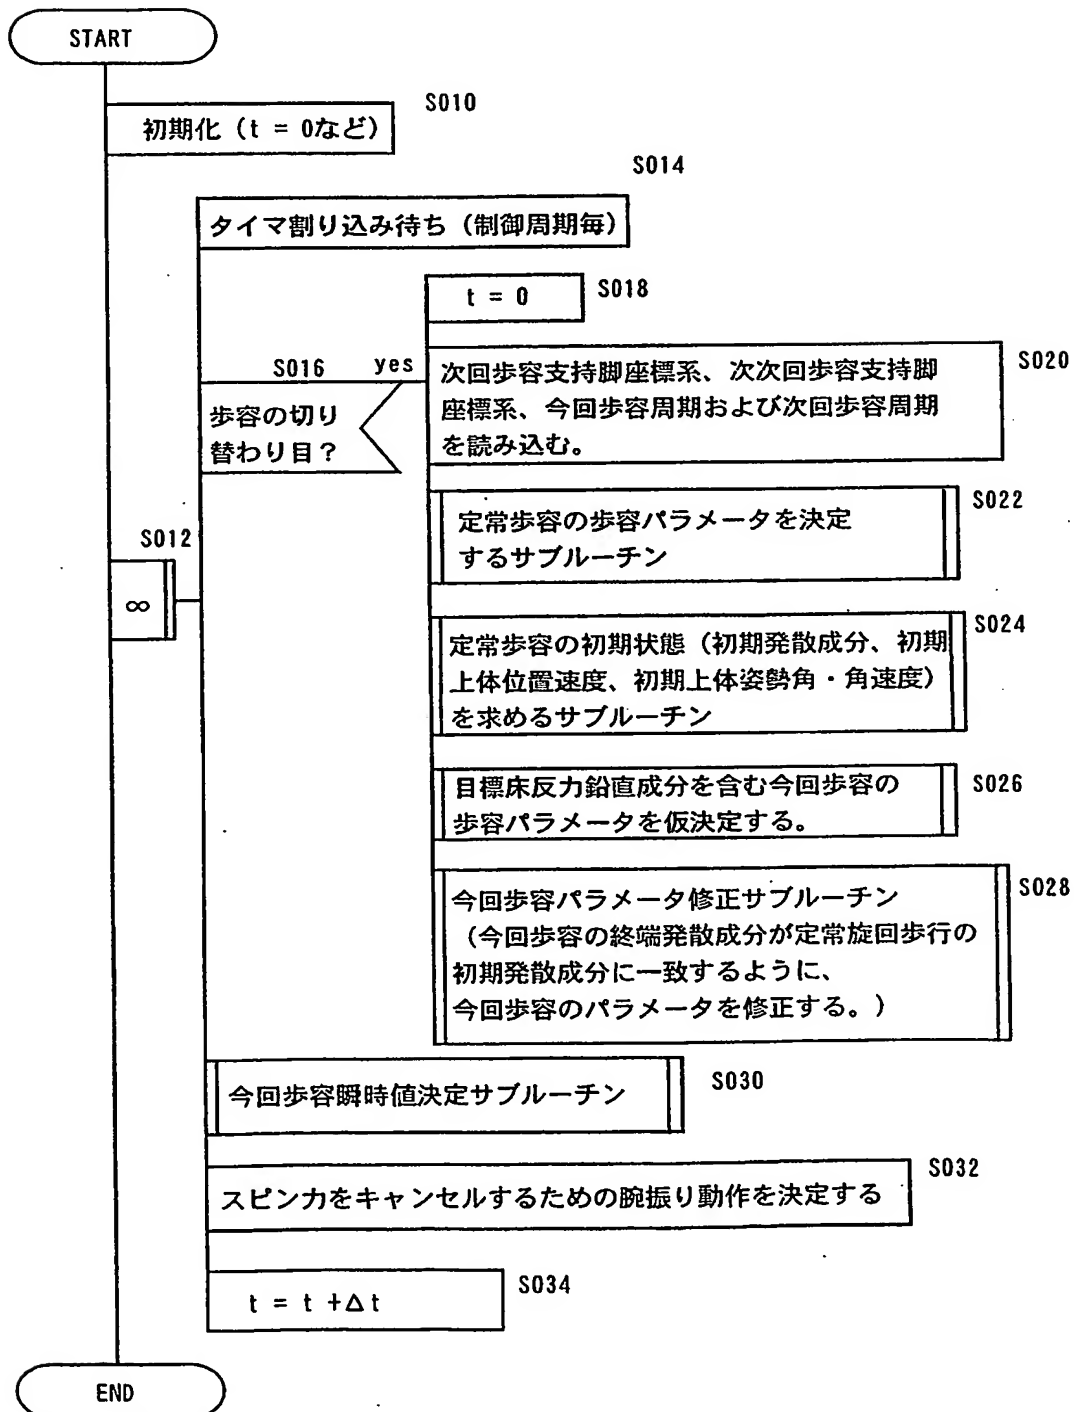 START
S010
初期化（t = 0など）
S014
タイマ割り込み待ち（制御周期毎）
t = 0
S018
S016
yes
歩容の切り
替わり目？
S020
次回歩容支持脚座標系、次次回歩容支持脚
座標系、今回歩容周期および次回歩容周期
を読み込む。
S012
∞
S022
定常歩容の歩容パラメータを決定
するサブルーチン
S024
定常歩容の初期状態（初期発散成分、初期
上体位置速度、初期上体姿勢角・角速度）
を求めるサブルーチン
S026
目標床反力鉛直成分を含む今回歩容の
歩容パラメータを仮決定する。
S028
今回歩容パラメータ修正サブルーチン
（今回歩容の終端発散成分が定常旋回歩行の
初期発散成分に一致するように、
今回歩容のパラメータを修正する。）
S030
今回歩容瞬時値決定サブルーチン
S032
スピン力をキャンセルするための腕振り動作を決定する
S034
t = t +Δt
END